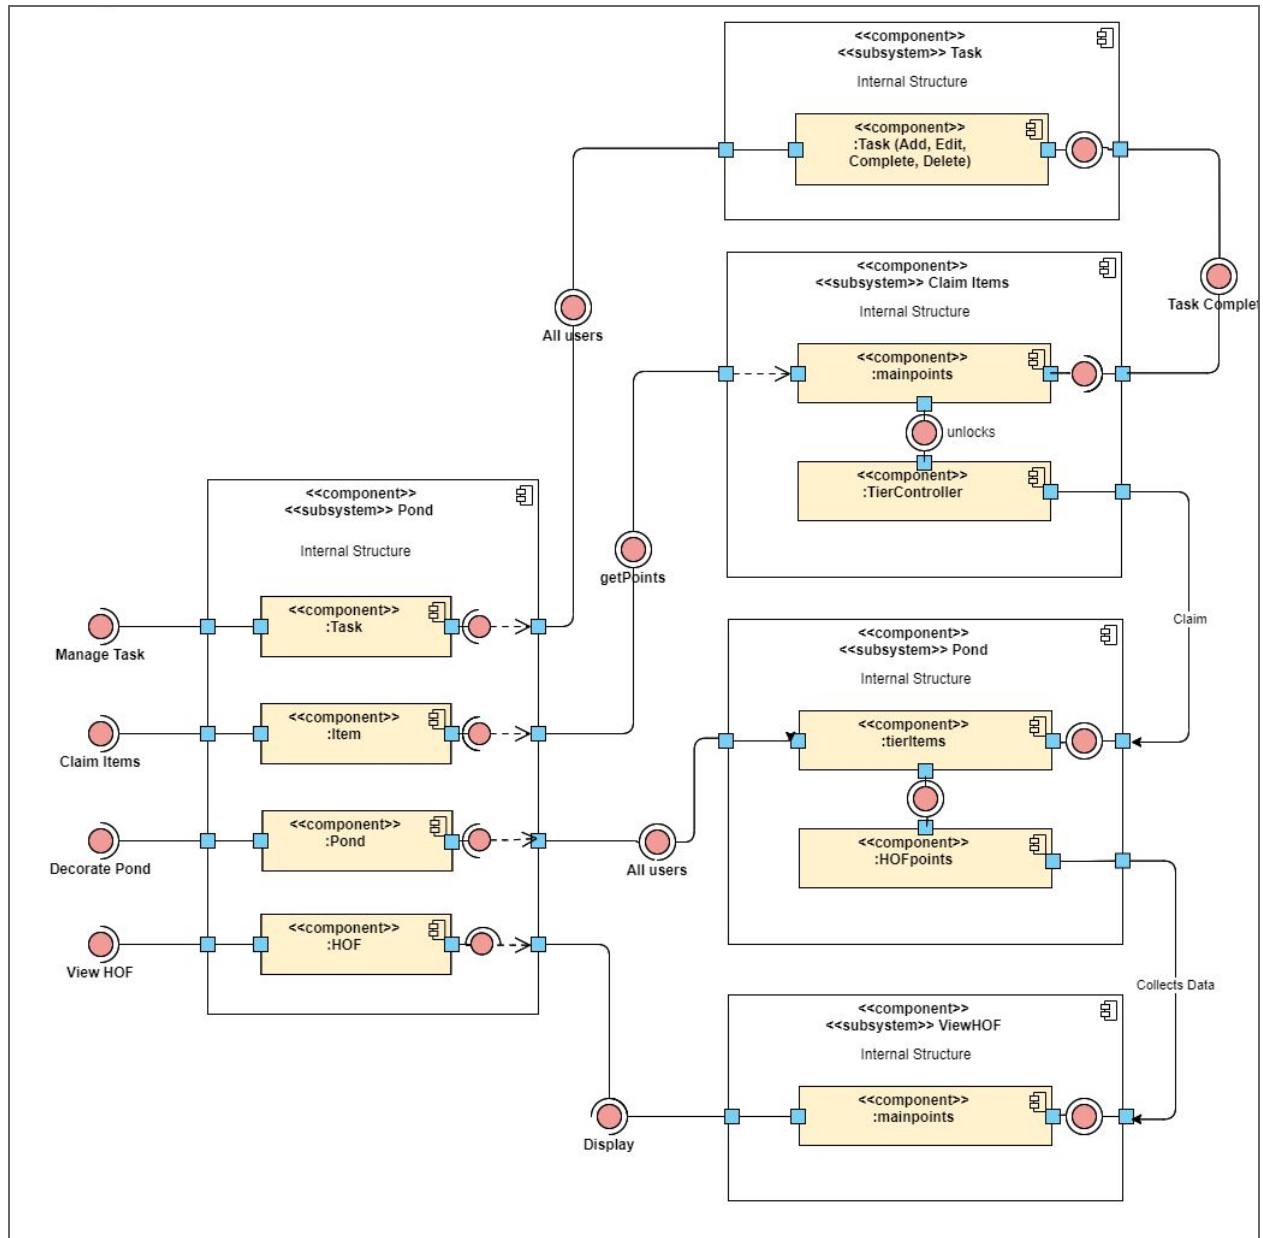 <<component>>
<<subsystem>> Task
Internal Structure
<<component>>
:Task (Add, Edit,
Complete, Delete)
<<component>>
<<subsystem>> Claim Items
Internal Structure
<<component>>
:mainpoints
unlocks
<<component>>
:TierController
Task Complet
All users
getPoints
Claim
<<component>>
<<subsystem>> Pond
Internal Structure
<<component>>
:Task
Manage Task
<<component>>
:Item
Claim Items
<<component>>
:Pond
Decorate Pond
<<component>>
:HOF
View HOF
All users
<<component>>
<<subsystem>> Pond
Internal Structure
<<component>>
:tierItems
<<component>>
:HOFpoints
Collects Data
<<component>>
<<subsystem>> ViewHOF
Internal Structure
<<component>>
:mainpoints
Display